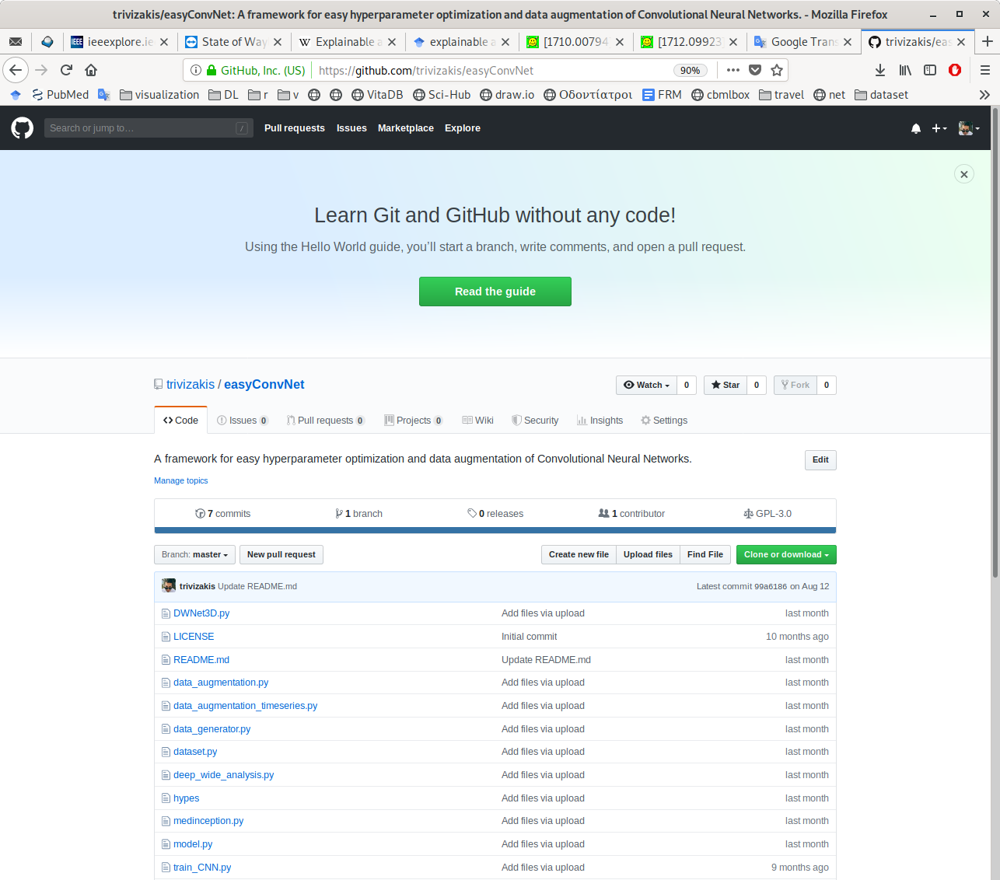 trivizakis/easyConvNet: A framework for easy hyperparameter optimization and data augmentation of Convolutional Neural Networks. - Mozilla Firefox
ieeexplore.ie State of Way Explainable a explainable a [1710.00794 [1712.09923] Google Trans trivizakis/eas
GitHub, Inc. (US) https://github.com/trivizakis/easyConvNet 90%
PubMed visualization DL r v VitaDB Sci-Hub draw.io Οδοντίατροι FRM cbmlbox travel net dataset
Search or jump to… / Pull requests Issues Marketplace Explore
Learn Git and GitHub without any code!
Using the Hello World guide, you’ll start a branch, write comments, and open a pull request.
Read the guide
trivizakis / easyConvNet Watch 0 Star 0 Fork 0
Code Issues 0 Pull requests 0 Projects 0 Wiki Security Insights Settings
A framework for easy hyperparameter optimization and data augmentation of Convolutional Neural Networks. Edit
Manage topics
7 commits 1 branch 0 releases 1 contributor GPL-3.0
Branch: master New pull request Create new file Upload files Find File Clone or download
trivizakis Update README.md Latest commit 99a6186 on Aug 12
DWNet3D.py Add files via upload last month
LICENSE Initial commit 10 months ago
README.md Update README.md last month
data_augmentation.py Add files via upload last month
data_augmentation_timeseries.py Add files via upload last month
data_generator.py Add files via upload last month
dataset.py Add files via upload last month
deep_wide_analysis.py Add files via upload last month
hypes Add files via upload last month
medinception.py Add files via upload last month
model.py Add files via upload last month
train_CNN.py Add files via upload 9 months ago